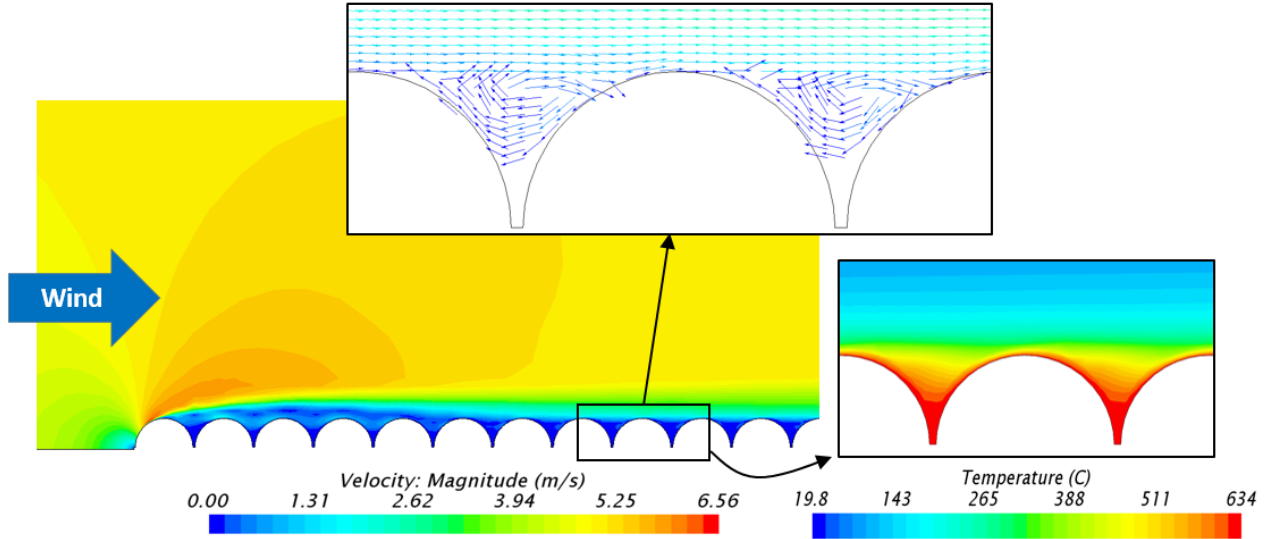 Wind
Velocity: Magnitude (m/s)
0.00 1.31 2.62 3.94 5.25 6.56
Temperature (C)
19.8 143 265 388 511 634